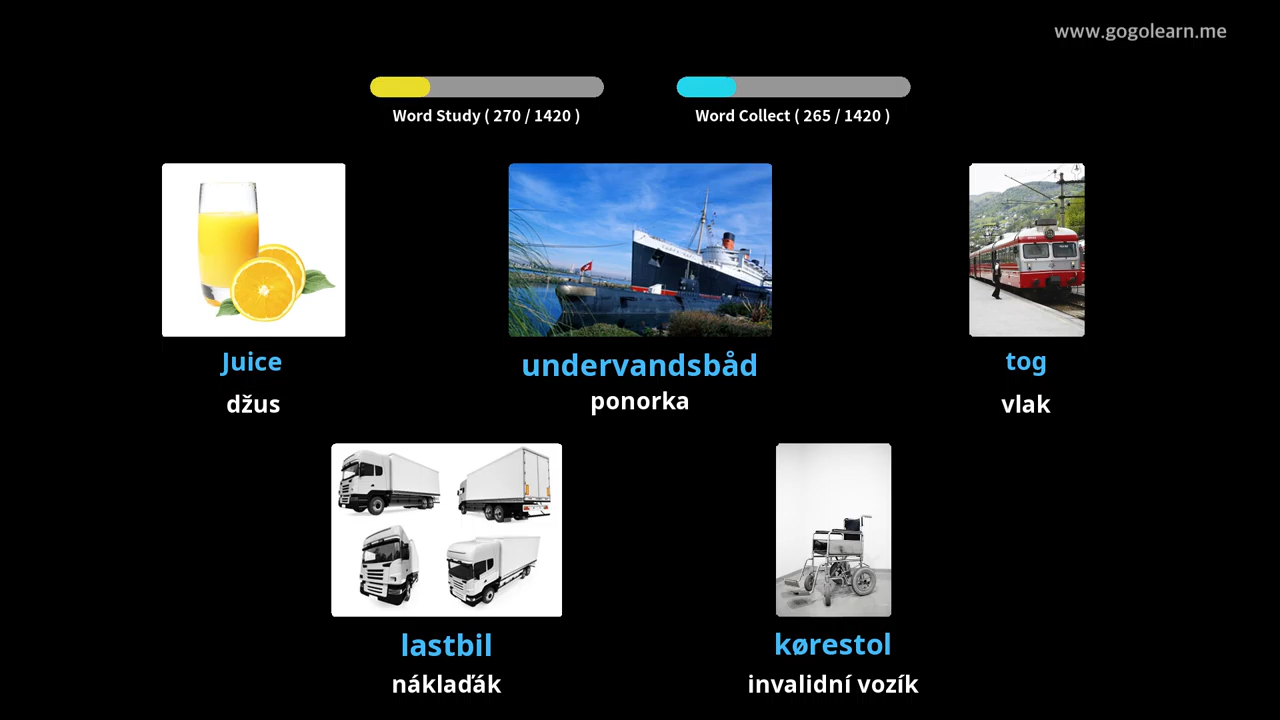 www.gogolearn.me
Word Study ( 270 / 1420 )
Word Collect ( 265 / 1420 )
Juice
undervandsbåd
tog
džus
ponorka
vlak
lastbil
kørestol
náklaďák
invalidní vozík